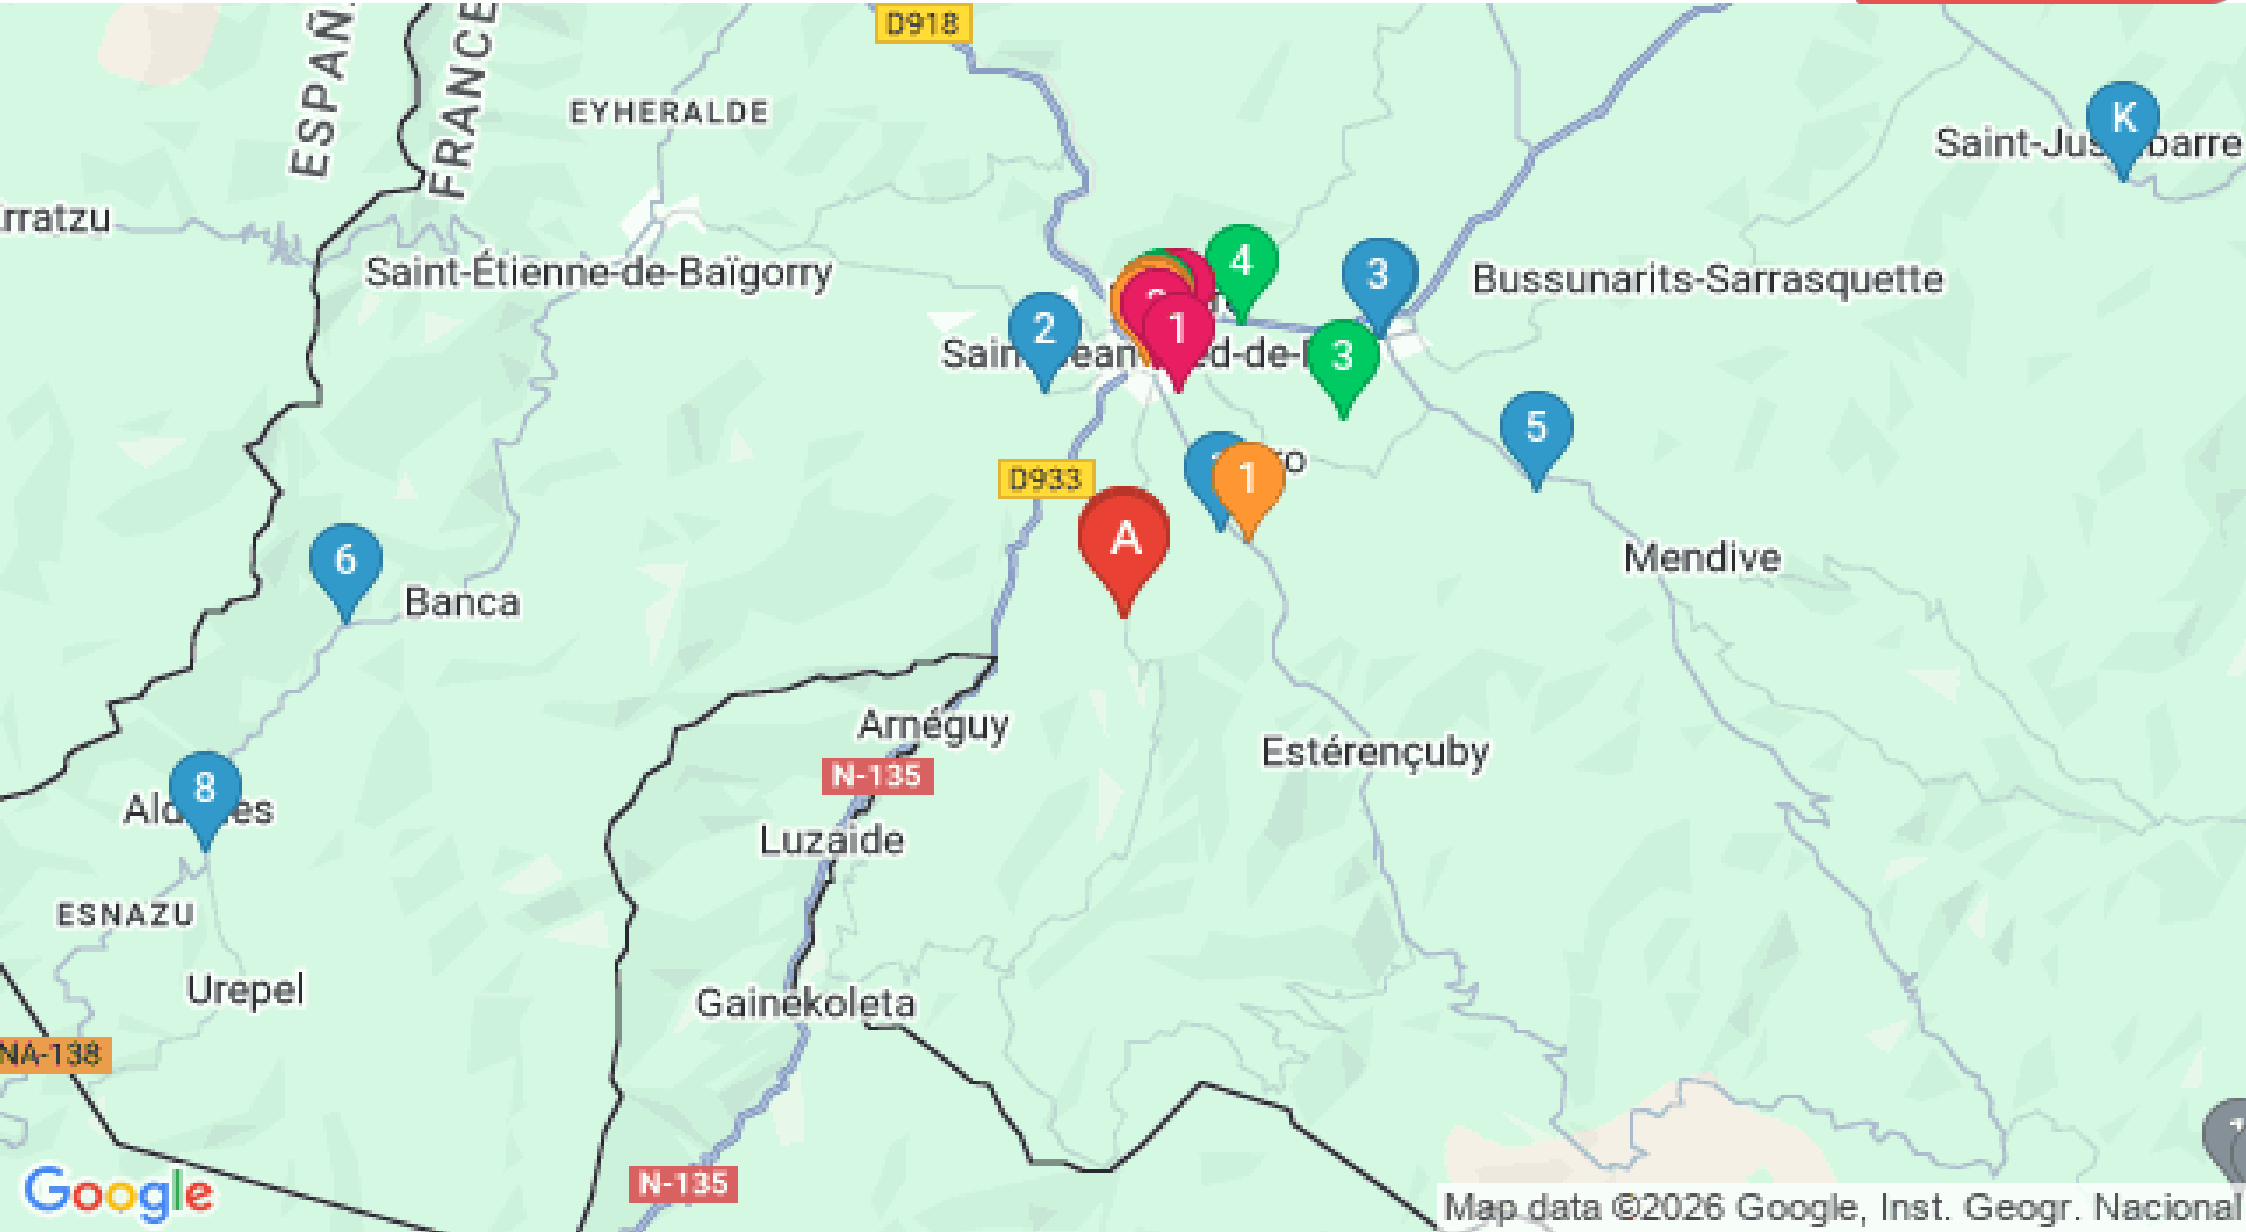 D918
ESPAÑ
FRANCE
EYHERALDE
K
Saint-Jus barre
rratzu
Saint-Étienne-de-Baïgorry
4
3
Bussunarits-Sarrasquette
2
1
3
D933
5
1
A
Mendive
6
Banca
Arnéguy
Estérençuby
N-135
8
Luzaide
ESNAZU
Urepel
Gainekoleta
NA-138
Google
N-135
Map data ©2026 Google, Inst. Geogr. Nacional